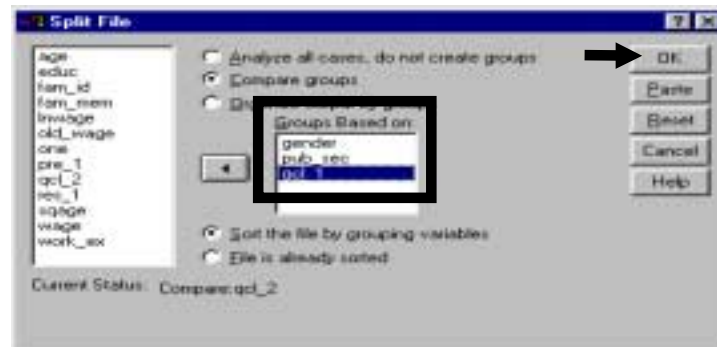 Split File
age
educ
fam_id
fam_mem
lnwage
old_wage
one
pre_1
qcl_2
res_1
sqage
wage
work_ex
Analyze all cases, do not create groups
Compare groups
Groups Based on:
gender
pub_sec
qcl_1
Sort the file by grouping variables
File is already sorted
OK
Paste
Reset
Cancel
Help
Current Status: Compare:qcl_2